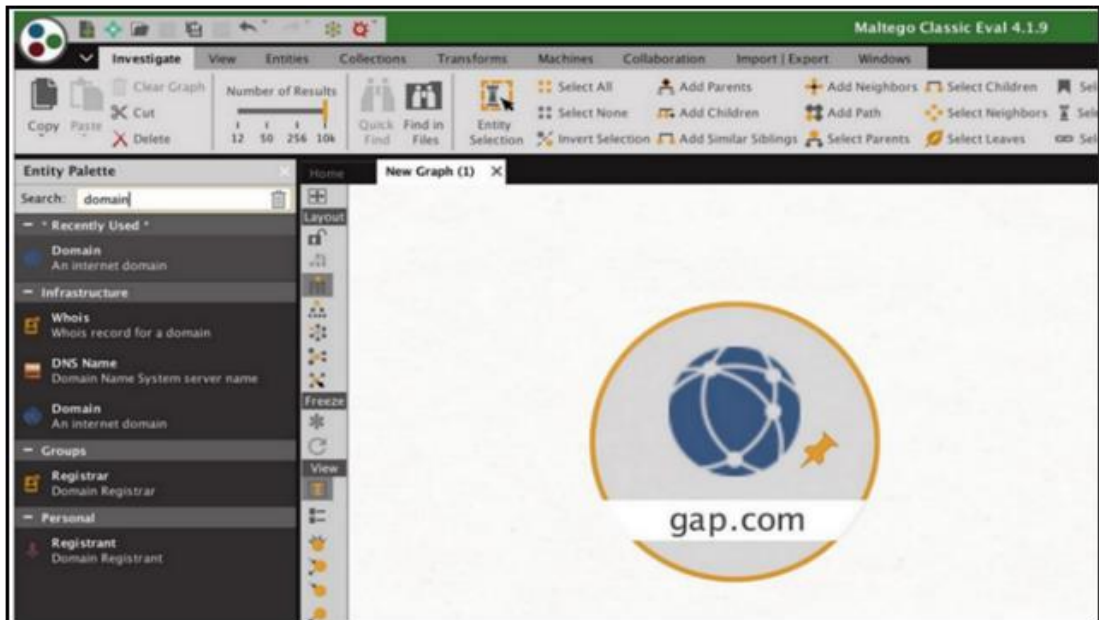 Maltego Classic Eval 4.1.9
Investigate View Entities Collections Transforms Machines Collaboration Import | Export Windows
Copy
Paste
Clear Graph
Cut
Delete
Number of Results
12 50 256 10k
Quick Find
Find in Files
Entity Selection
Select All
Select None
Invert Selection
Add Parents
Add Children
Add Similar Siblings
Add Neighbors
Add Path
Select Parents
Select Children
Select Neighbors
Select Leaves
Sel
Sel
Sel
Entity Palette
Home
New Graph (1)
Search: domain
Layout
Freeze
View
* Recently Used *
Domain
An internet domain
Infrastructure
Whois
Whois record for a domain
DNS Name
Domain Name System server name
Domain
An internet domain
Groups
Registrar
Domain Registrar
Personal
Registrant
Domain Registrant
gap.com